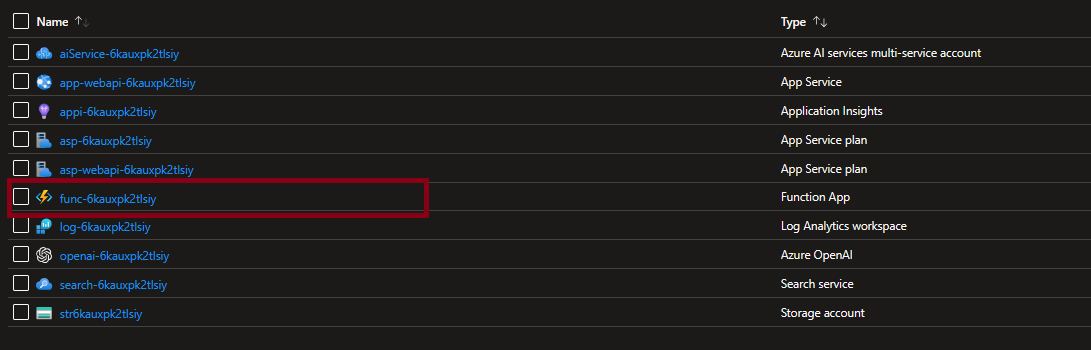 Name ↑↓ Type ↑↓
aiService-6kauxpk2tlsiy Azure AI services multi-service account
app-webapi-6kauxpk2tlsiy App Service
appi-6kauxpk2tlsiy Application Insights
asp-6kauxpk2tlsiy App Service plan
asp-webapi-6kauxpk2tlsiy App Service plan
func-6kauxpk2tlsiy Function App
log-6kauxpk2tlsiy Log Analytics workspace
openai-6kauxpk2tlsiy Azure OpenAI
search-6kauxpk2tlsiy Search service
str6kauxpk2tlsiy Storage account